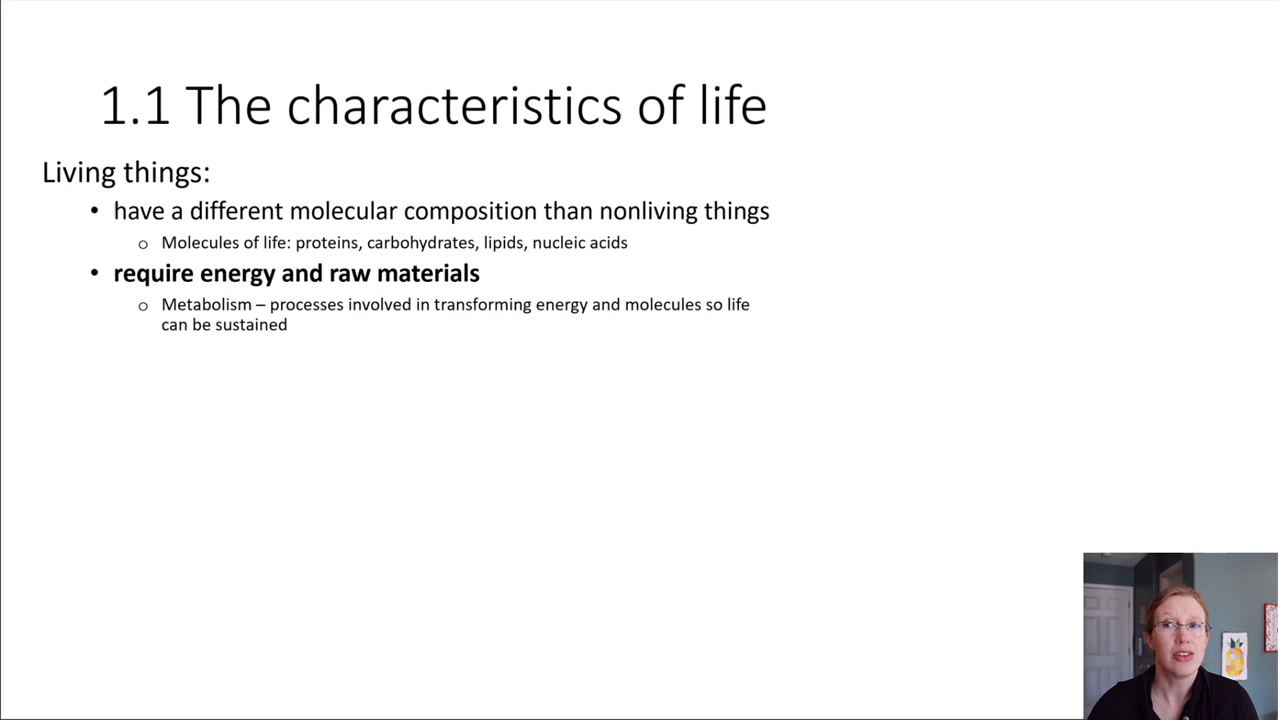 1.1 The characteristics of life
Living things:
• have a different molecular composition than nonliving things
o Molecules of life: proteins, carbohydrates, lipids, nucleic acids
• require energy and raw materials
o Metabolism – processes involved in transforming energy and molecules so life
can be sustained